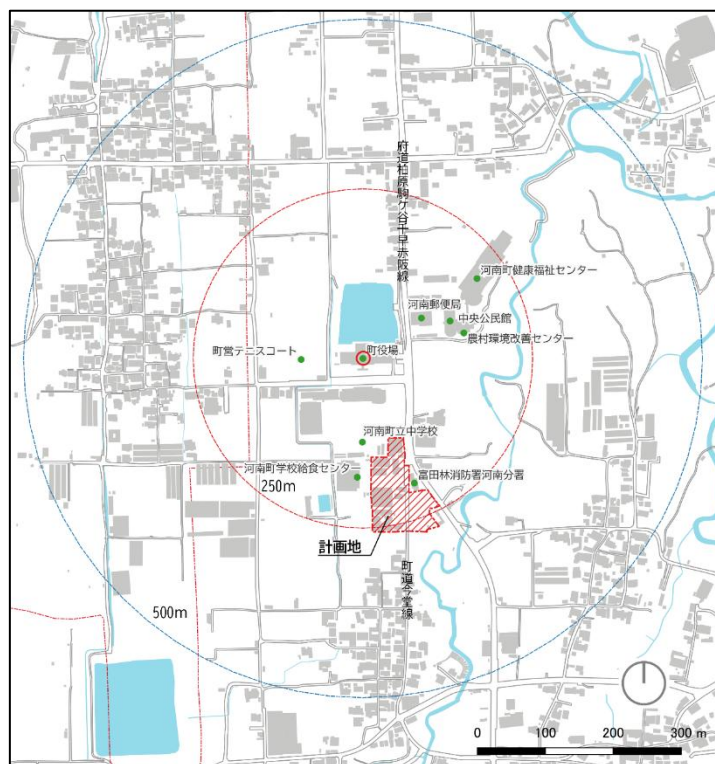 府道柏原駒ケ谷千早赤阪線
河南町健康福祉センター
河南郵便局
中央公民館
農村環境改善センター
町営テニスコート
町役場
河南町立中学校
河南町学校給食センター
富田林消防署河南分署
250m
計画地
町道今堂線
500m
0 100 200 300 m